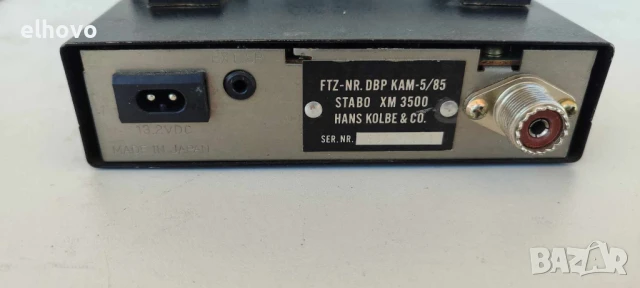 elhovo
FTZ-NR. DBP KAM-5/85
STABO XM 3500
HANS KOLBE & CO.
SER.NR.
13.2VDC
MADE IN JAPAN
BAZAR